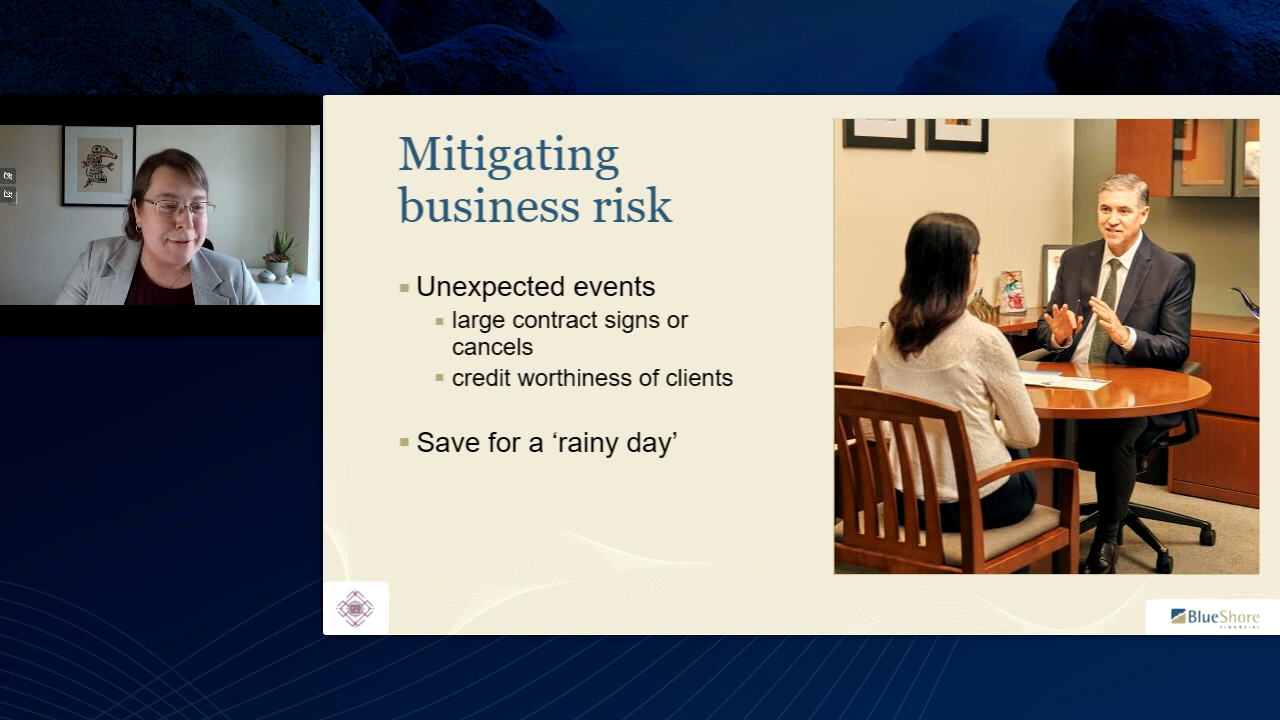 Mitigating
business risk
Unexpected events
large contract signs or
cancels
credit worthiness of clients
Save for a ‘rainy day’
BlueShore
FINANCIAL